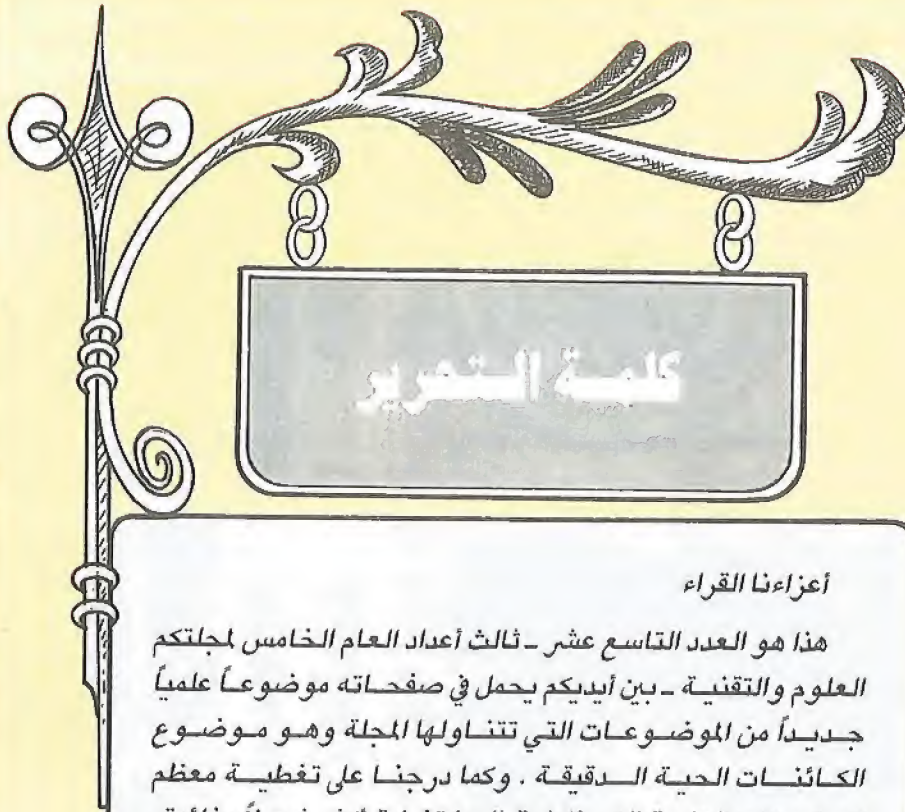 كلمة التحرير
أعزاءنا القراء
هذا هو العدد التاسع عشر ـ ثالث أعداد العام الخامس لمجلتكم
العلوم والتقنية ـ بين أيديكم يحمل في صفحاته موضوعاً علمياً
جديداً من الموضوعات التي تتناولها المجلة وهو موضوع
الكائنات الحية الدقيقة . وكما درجنا على تغطية معظم